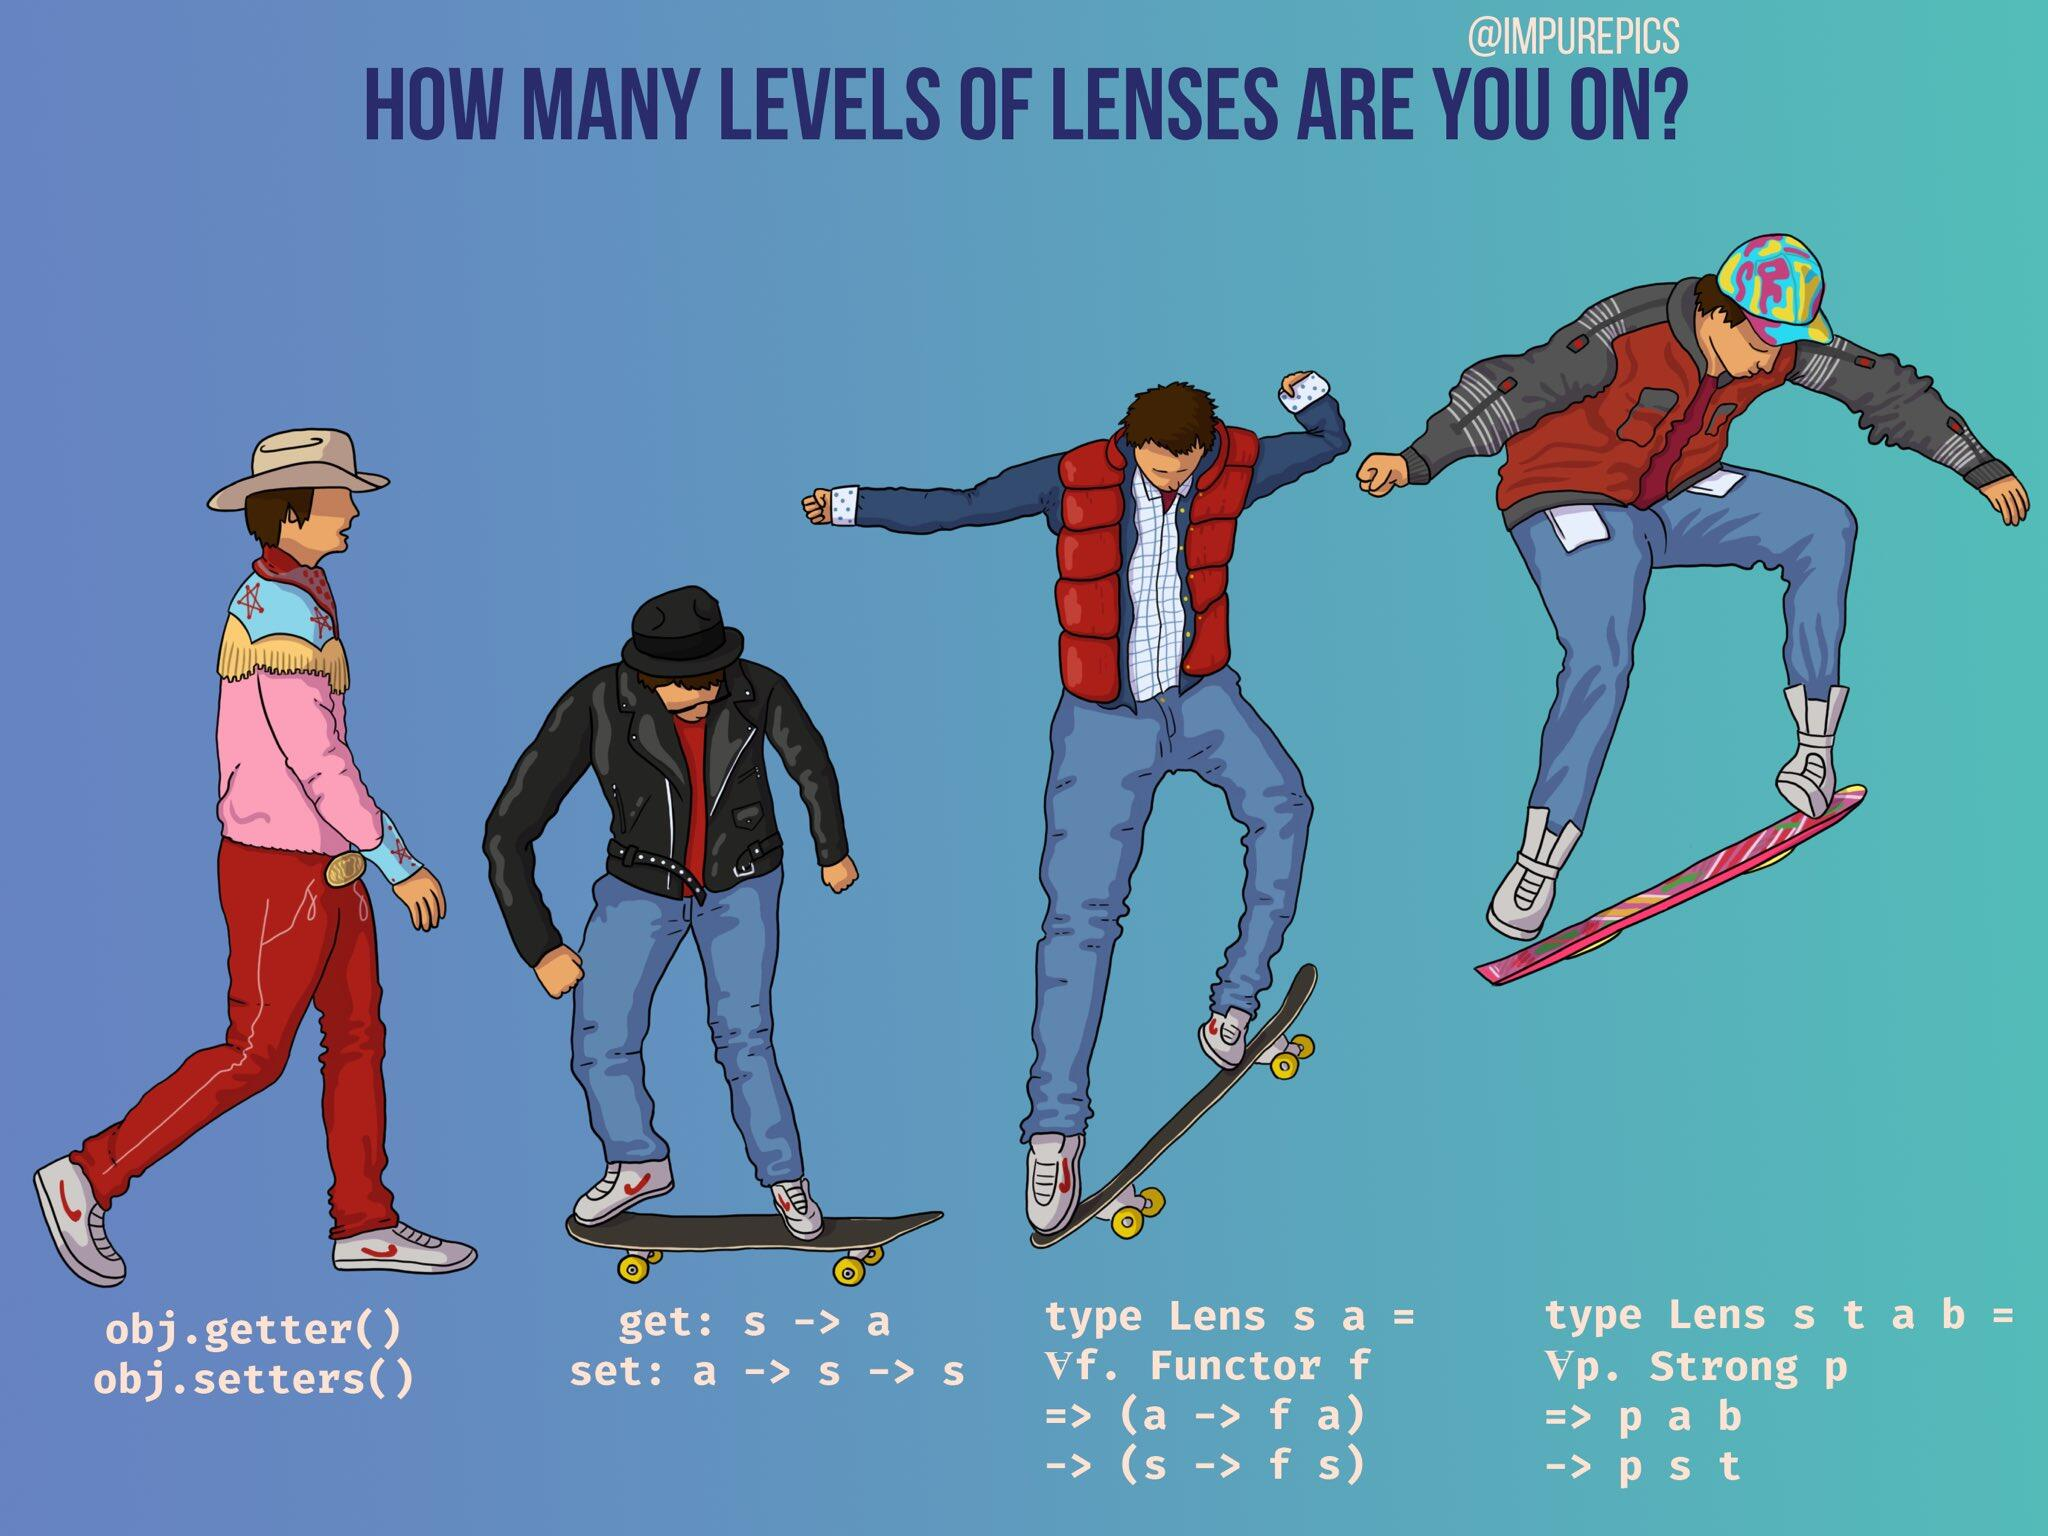 @IMPUREPICS
HOW MANY LEVELS OF LENSES ARE YOU ON?
obj.getter()
obj.setters()
get: s -> a
set: a -> s -> s
type Lens s a =
∀f. Functor f
=> (a -> f a)
-> (s -> f s)
type Lens s t a b =
∀p. Strong p
=> p a b
-> p s t